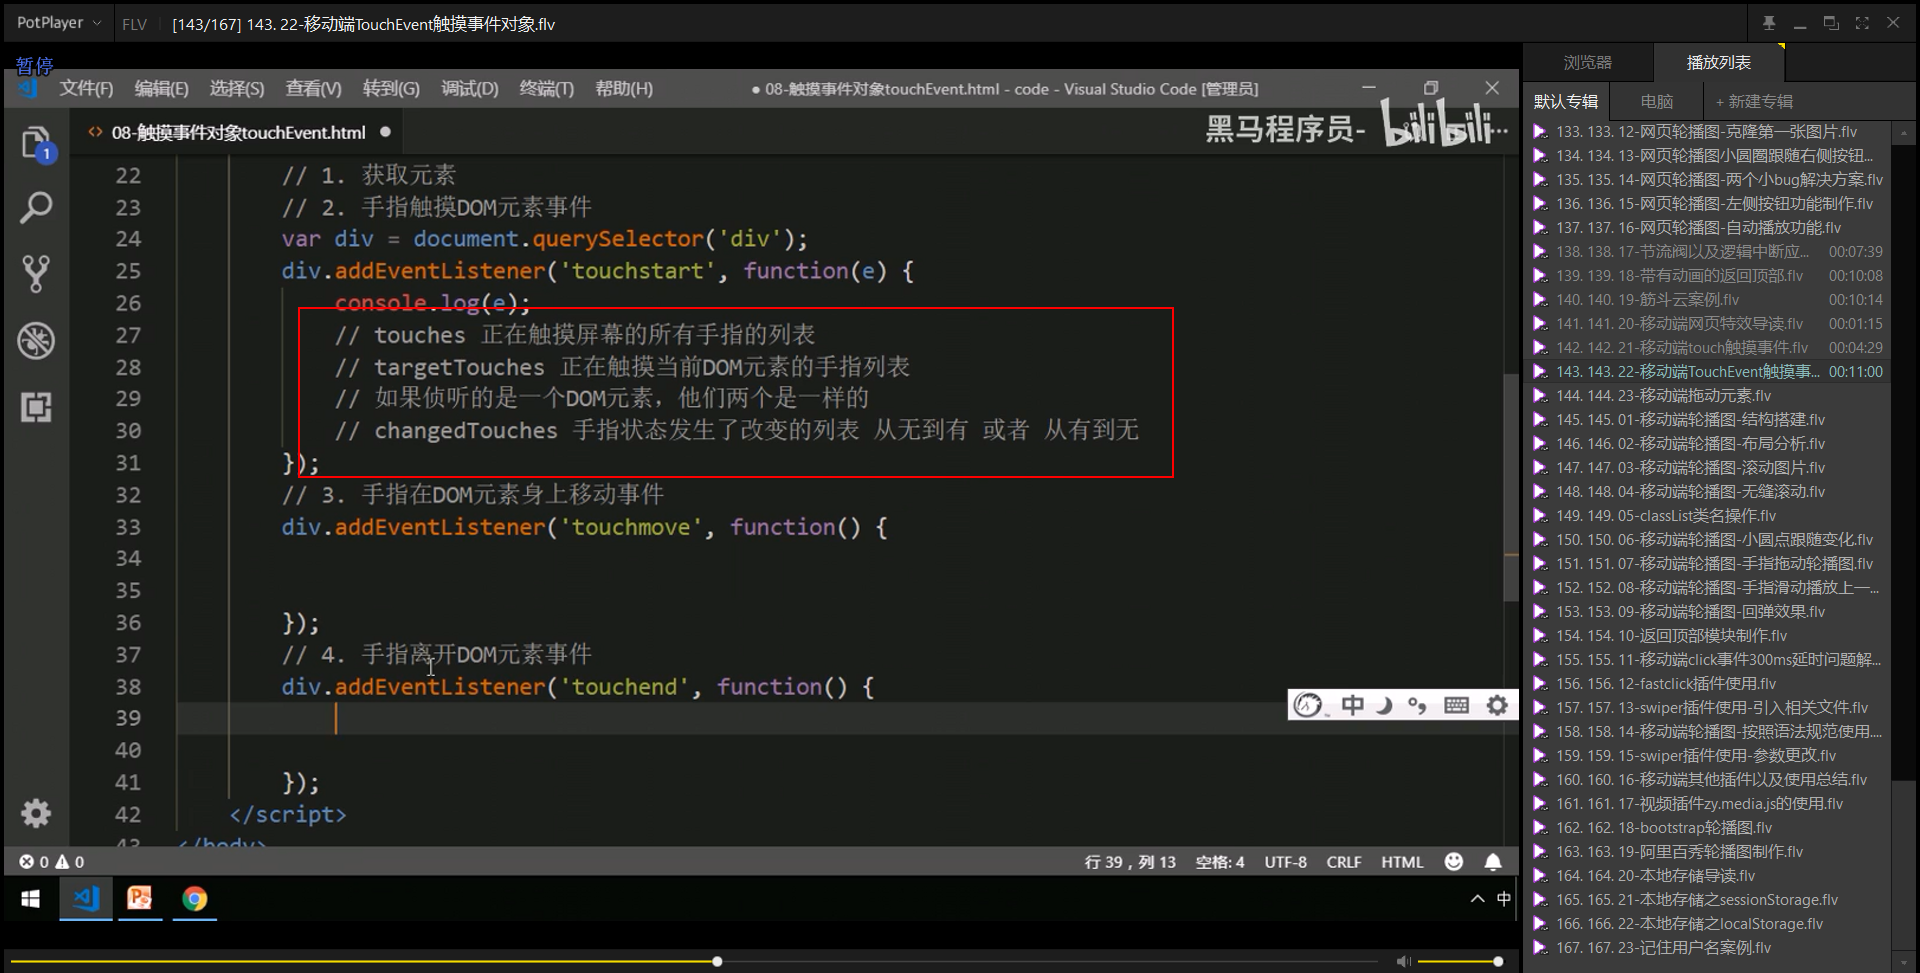 PotPlayer
FLV
[143/167] 143. 22-移动端TouchEvent触摸事件对象.flv
暂停
文件(F) 编辑(E) 选择(S) 查看(V) 转到(G) 调试(D) 终端(T) 帮助(H)
● 08-触摸事件对象touchEvent.html - code - Visual Studio Code [管理员]
08-触摸事件对象touchEvent.html
黑马程序员- bilibili
1
22 // 1. 获取元素
23 // 2. 手指触摸DOM元素事件
24 var div = document.querySelector('div');
25 div.addEventListener('touchstart', function(e) {
26 console.log(e);
27 // touches 正在触摸屏幕的所有手指的列表
28 // targetTouches 正在触摸当前DOM元素的手指列表
29 // 如果侦听的是一个DOM元素，他们两个是一样的
30 // changedTouches 手指状态发生了改变的列表 从无到有 或者 从有到无
31 });
32 // 3. 手指在DOM元素身上移动事件
33 div.addEventListener('touchmove', function() {
34
35
36 });
37 // 4. 手指离开DOM元素事件
38 div.addEventListener('touchend', function() {
39
40
41 });
42 </script>
43 </body>
中
0 0
行 39，列 13 空格: 4 UTF-8 CRLF HTML
中
浏览器 播放列表
默认专辑 电脑 + 新建专辑
133. 133. 12-网页轮播图-克隆第一张图片.flv
134. 134. 13-网页轮播图小圆圈跟随右侧按钮...
135. 135. 14-网页轮播图-两个小bug解决方案.flv
136. 136. 15-网页轮播图-左侧按钮功能制作.flv
137. 137. 16-网页轮播图-自动播放功能.flv
138. 138. 17-节流阀以及逻辑中断应... 00:07:39
139. 139. 18-带有动画的返回顶部.flv 00:10:08
140. 140. 19-筋斗云案例.flv 00:10:14
141. 141. 20-移动端网页特效导读.flv 00:01:15
142. 142. 21-移动端touch触摸事件.flv 00:04:29
143. 143. 22-移动端TouchEvent触摸事... 00:11:00
144. 144. 23-移动端拖动元素.flv
145. 145. 01-移动端轮播图-结构搭建.flv
146. 146. 02-移动端轮播图-布局分析.flv
147. 147. 03-移动端轮播图-滚动图片.flv
148. 148. 04-移动端轮播图-无缝滚动.flv
149. 149. 05-classList类名操作.flv
150. 150. 06-移动端轮播图-小圆点跟随变化.flv
151. 151. 07-移动端轮播图-手指拖动轮播图.flv
152. 152. 08-移动端轮播图-手指滑动播放上一...
153. 153. 09-移动端轮播图-回弹效果.flv
154. 154. 10-返回顶部模块制作.flv
155. 155. 11-移动端click事件300ms延时问题解...
156. 156. 12-fastclick插件使用.flv
157. 157. 13-swiper插件使用-引入相关文件.flv
158. 158. 14-移动端轮播图-按照语法规范使用....
159. 159. 15-swiper插件使用-参数更改.flv
160. 160. 16-移动端其他插件以及使用总结.flv
161. 161. 17-视频插件zy.media.js的使用.flv
162. 162. 18-bootstrap轮播图.flv
163. 163. 19-阿里百秀轮播图制作.flv
164. 164. 20-本地存储导读.flv
165. 165. 21-本地存储之sessionStorage.flv
166. 166. 22-本地存储之localStorage.flv
167. 167. 23-记住用户名案例.flv